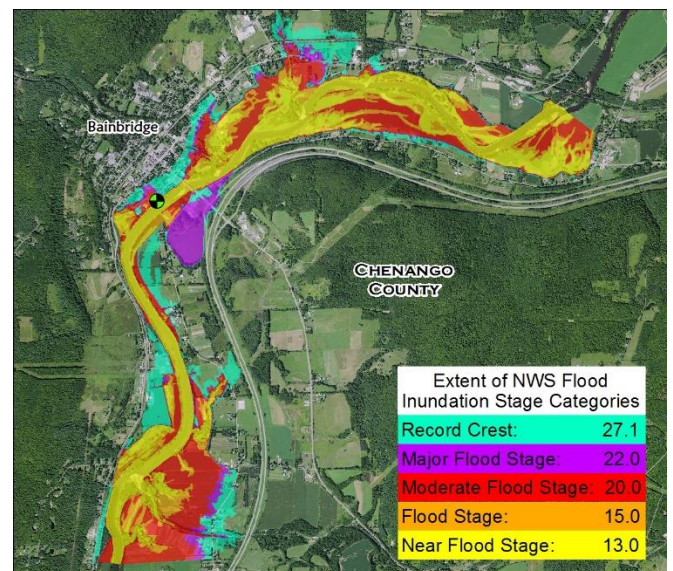 Bainbridge
CHENANGO
COUNTY
Extent of NWS Flood
Inundation Stage Categories
Record Crest: 27.1
Major Flood Stage: 22.0
Moderate Flood Stage: 20.0
Flood Stage: 15.0
Near Flood Stage: 13.0